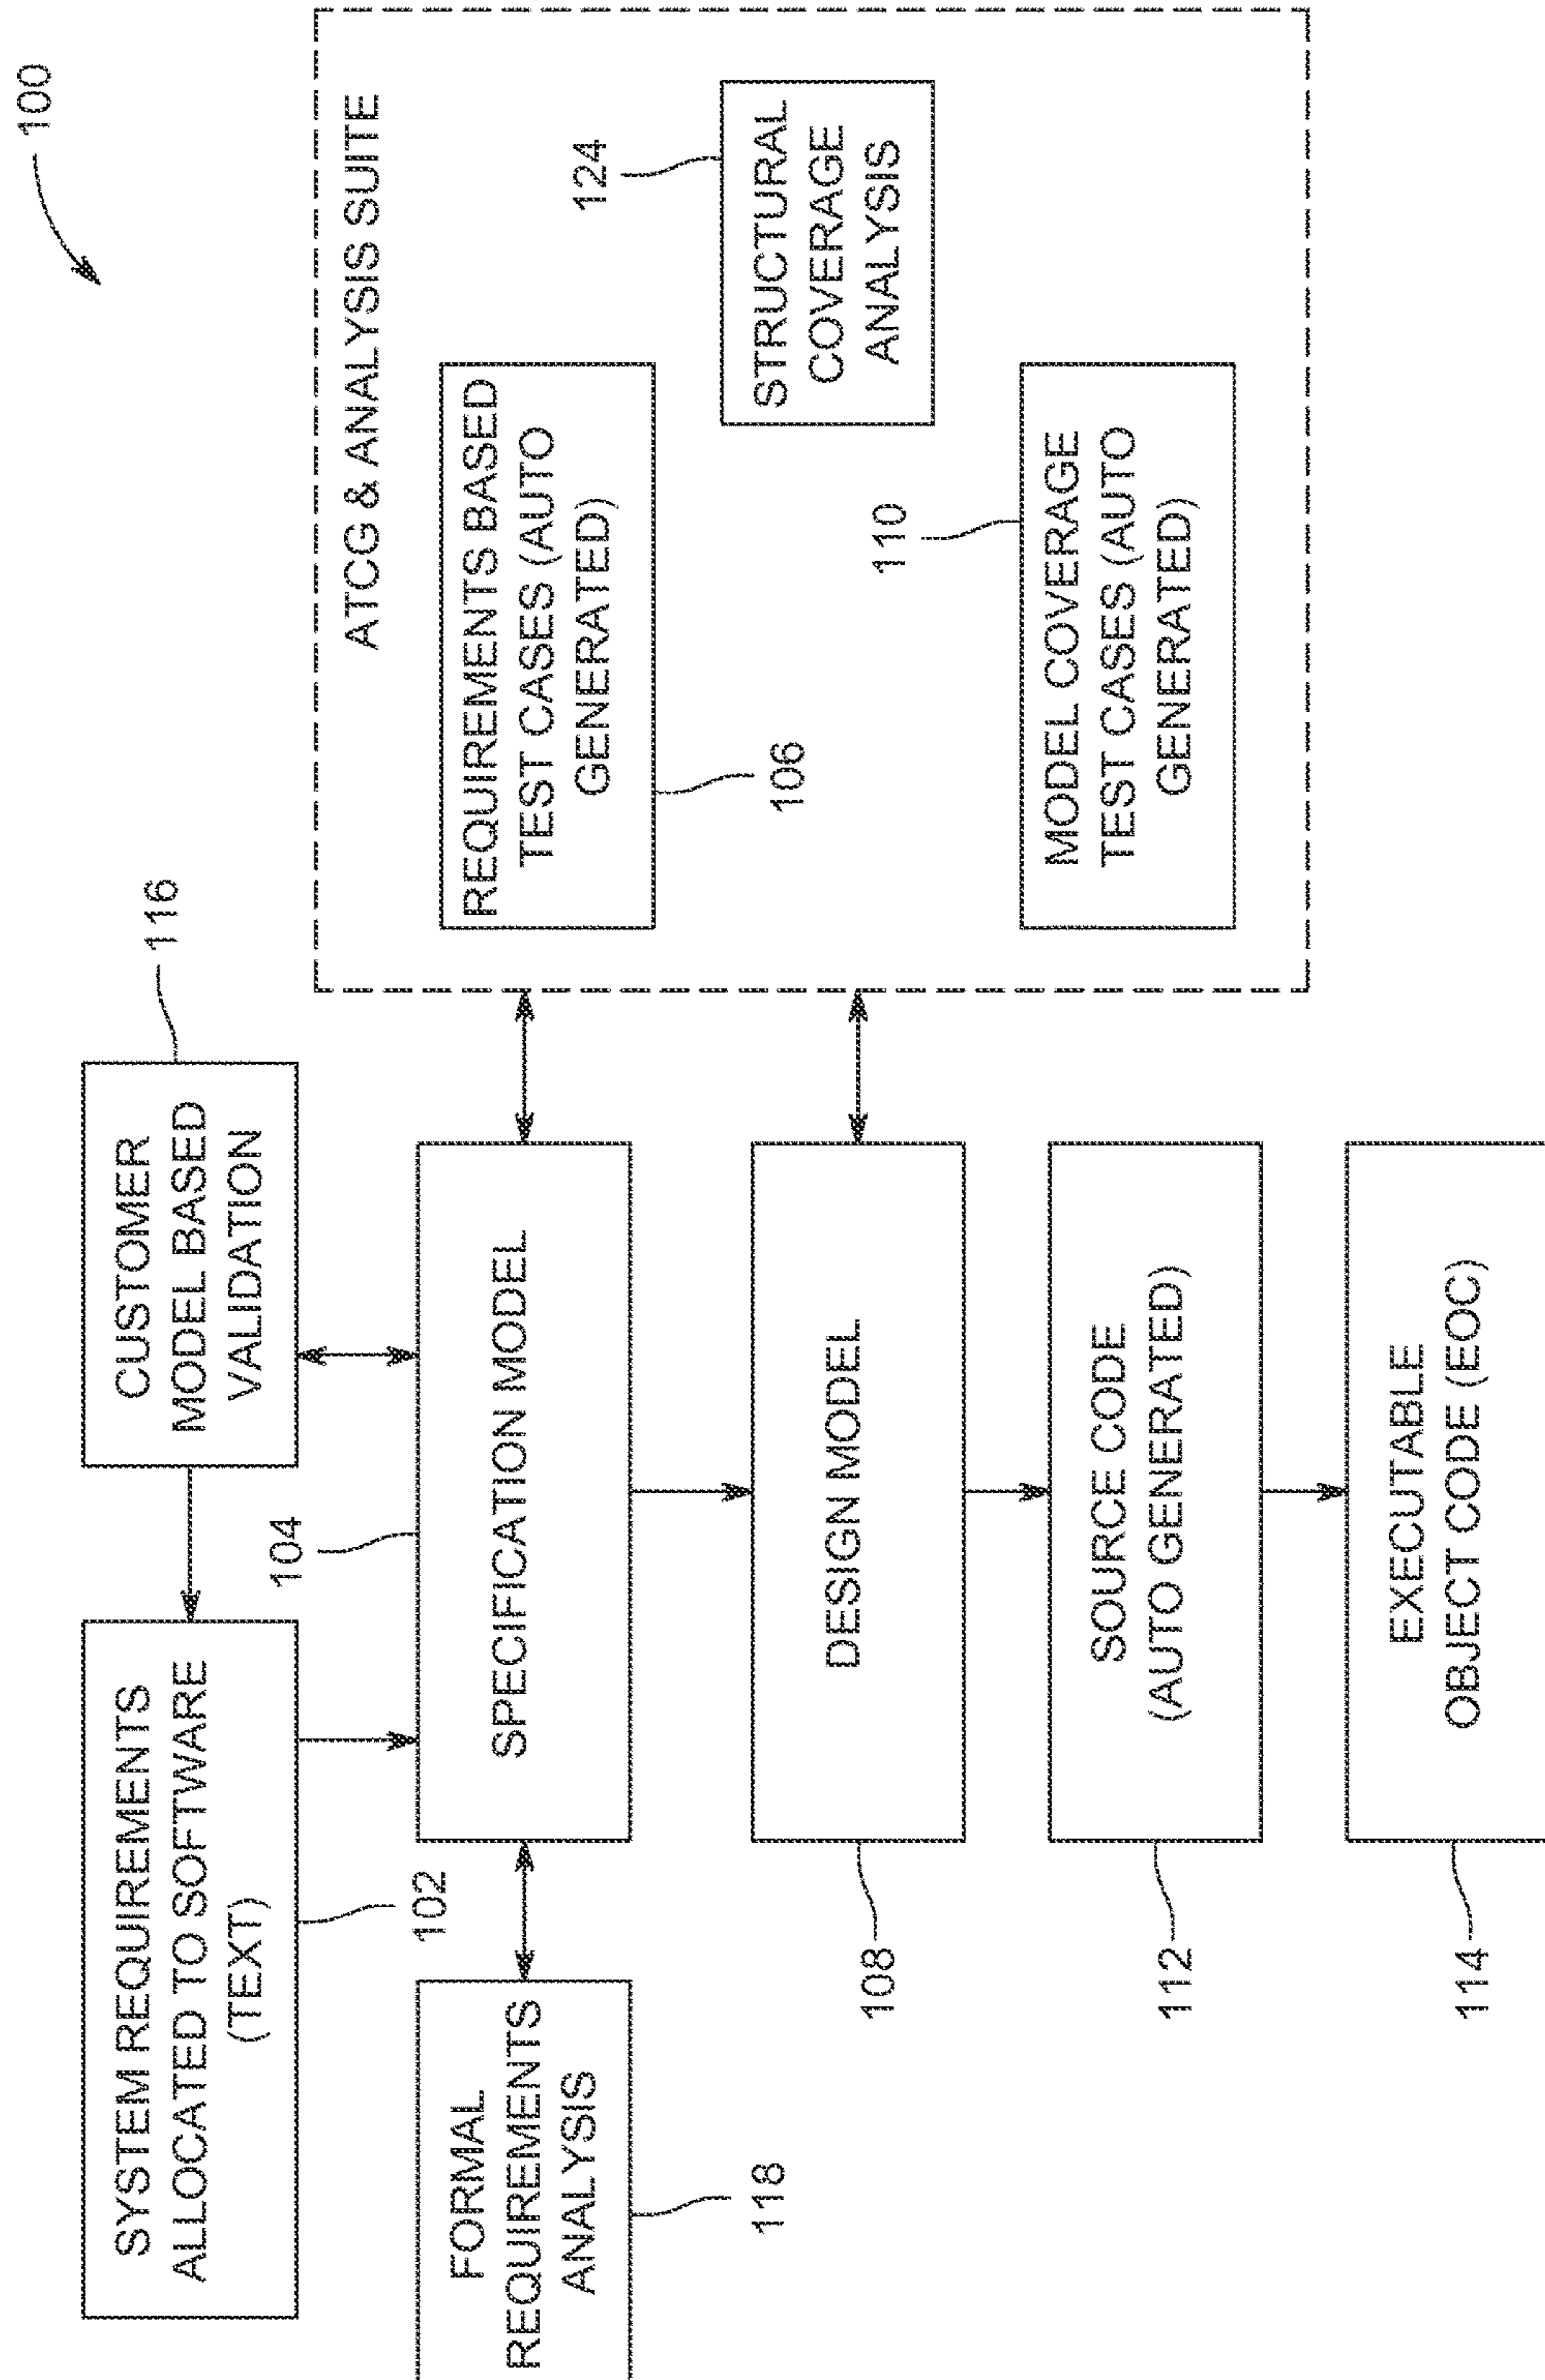 100
SYSTEM REQUIREMENTS
ALLOCATED TO SOFTWARE
(TEXT)
102
CUSTOMER
MODEL BASED
VALIDATION
116
FORMAL
REQUIREMENTS
ANALYSIS
118
104
SPECIFICATION MODEL
DESIGN MODEL
108
SOURCE CODE
(AUTO GENERATED)
112
EXECUTABLE
OBJECT CODE (EOC)
114
ATCG & ANALYSIS SUITE
REQUIREMENTS BASED
TEST CASES (AUTO
GENERATED)
106
124
STRUCTURAL
COVERAGE
ANALYSIS
110
MODEL COVERAGE
TEST CASES (AUTO
GENERATED)